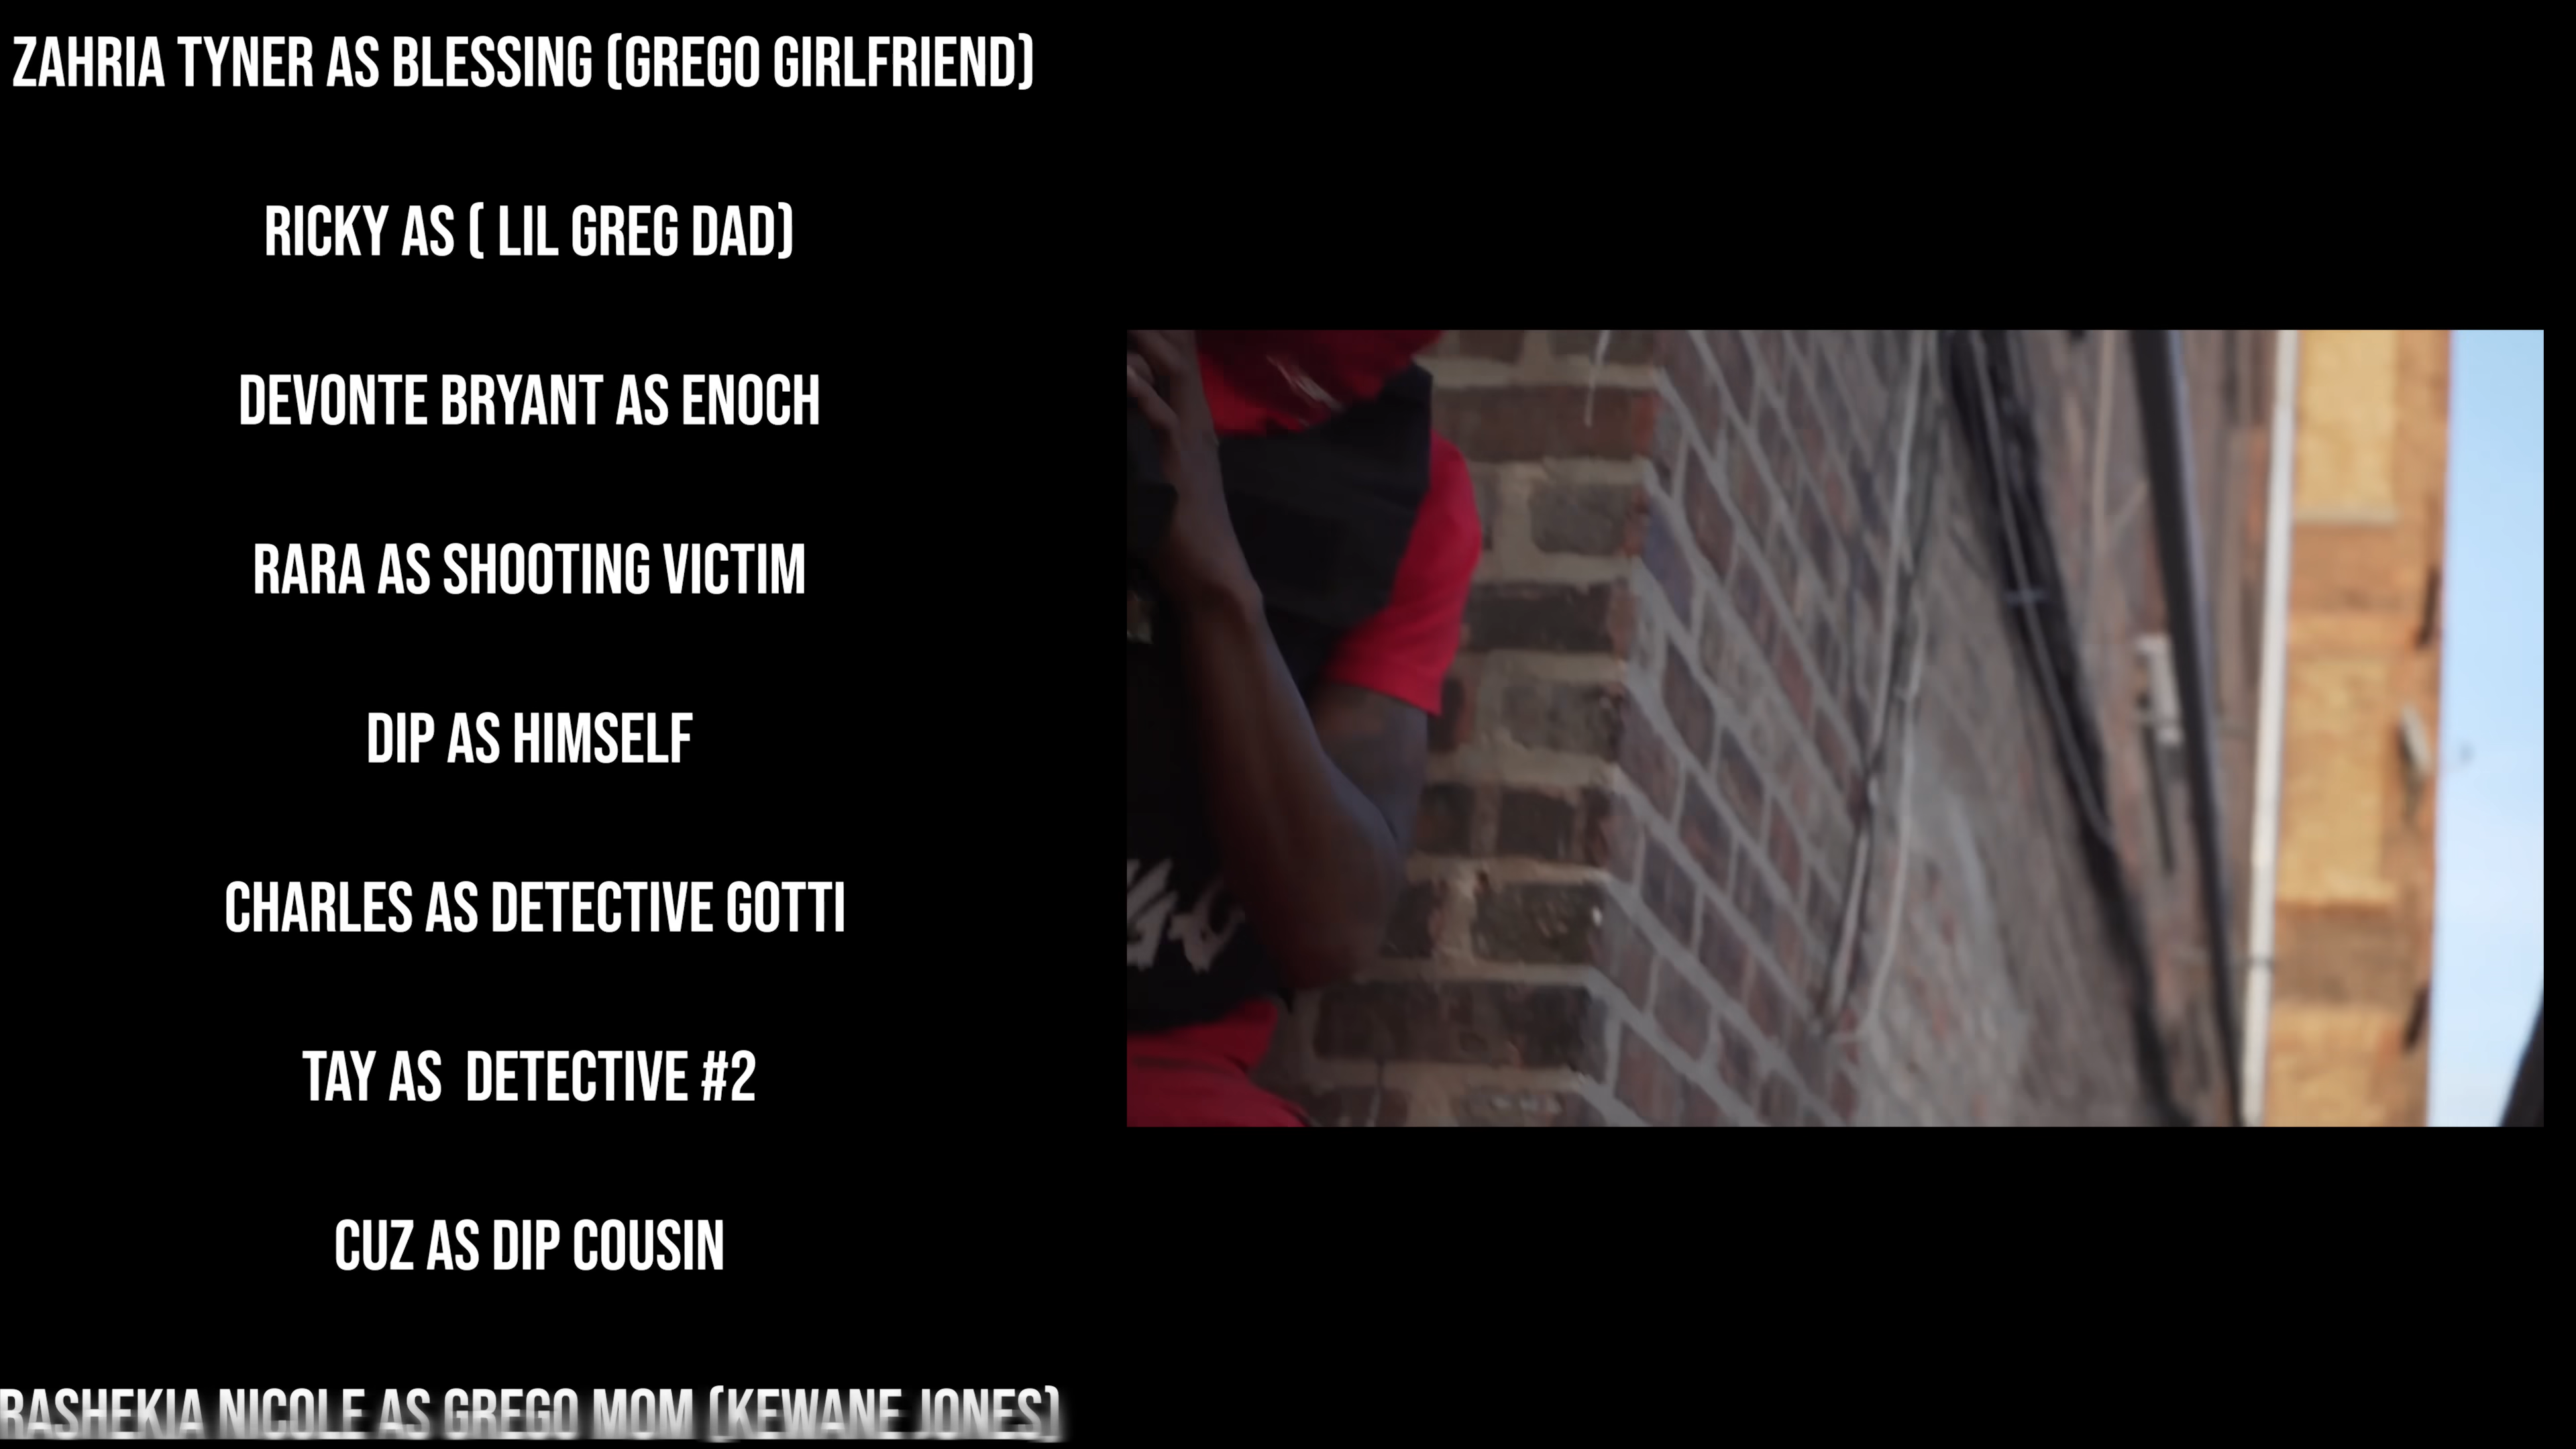 ZAHRIA TYNER AS BLESSING (GREGO GIRLFRIEND)
RICKY AS ( LIL GREG DAD)
DEVONTE BRYANT AS ENOCH
RARA AS SHOOTING VICTIM
DIP AS HIMSELF
CHARLES AS DETECTIVE GOTTI
TAY AS  DETECTIVE #2
CUZ AS DIP COUSIN
RASHEKIA NICOLE AS GREGO MOM (KEWANE JONES)